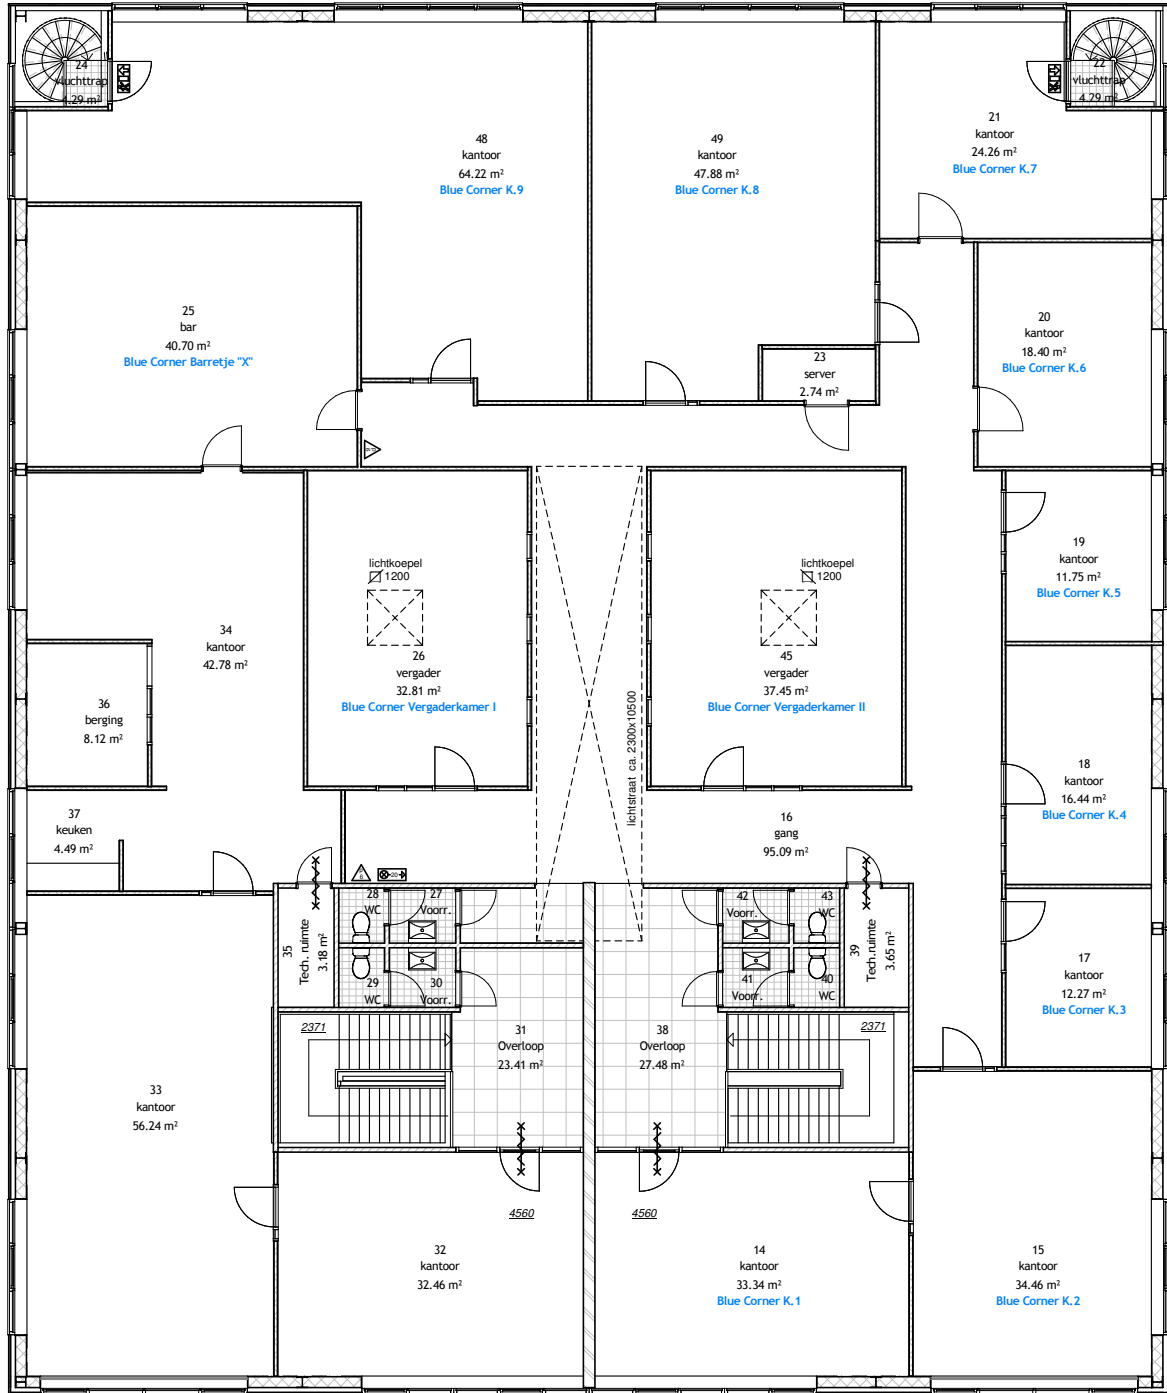 24
vluchttrap
4.29 m²
22
vluchttrap
4.29 m²
48
kantoor
64.22 m²
Blue Corner K.9
49
kantoor
47.88 m²
Blue Corner K.8
21
kantoor
24.26 m²
Blue Corner K.7
25
bar
40.70 m²
Blue Corner Barretje "X"
20
kantoor
18.40 m²
Blue Corner K.6
23
server
2.74 m²
19
kantoor
11.75 m²
Blue Corner K.5
lichtkoepel
1200
26
vergader
32.81 m²
Blue Corner Vergaderkamer I
lichtkoepel
1200
45
vergader
37.45 m²
Blue Corner Vergaderkamer II
lichtstraat ca. 2300x10500
34
kantoor
42.78 m²
36
berging
8.12 m²
37
keuken
4.49 m²
18
kantoor
16.44 m²
Blue Corner K.4
16
gang
95.09 m²
28
WC
27
Voorr.
42
Voorr.
43
WC
35
Tech. ruimte
3.18 m²
39
Tech.ruimte
3.65 m²
29
WC
30
Voorr.
41
Voorr.
40
WC
17
kantoor
12.27 m²
Blue Corner K.3
2371
31
Overloop
23.41 m²
38
Overloop
27.48 m²
2371
33
kantoor
56.24 m²
4560
4560
32
kantoor
32.46 m²
14
kantoor
33.34 m²
Blue Corner K.1
15
kantoor
34.46 m²
Blue Corner K.2